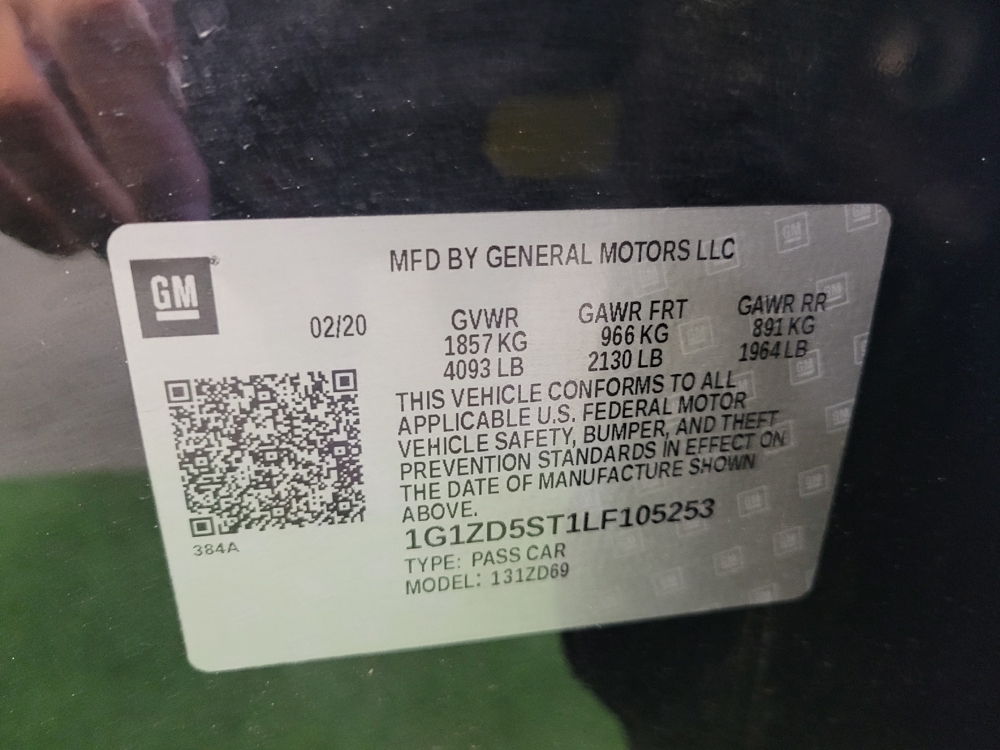 GM
MFD BY GENERAL MOTORS LLC
02/20
GVWR
1857 KG
4093 LB
GAWR FRT
966 KG
2130 LB
GAWR RR
891 KG
1964 LB
THIS VEHICLE CONFORMS TO ALL
APPLICABLE U.S. FEDERAL MOTOR
VEHICLE SAFETY, BUMPER, AND THEFT
PREVENTION STANDARDS IN EFFECT ON
THE DATE OF MANUFACTURE SHOWN
ABOVE.
1G1ZD5ST1LF105253
TYPE: PASS CAR
MODEL: 131ZD69
384A